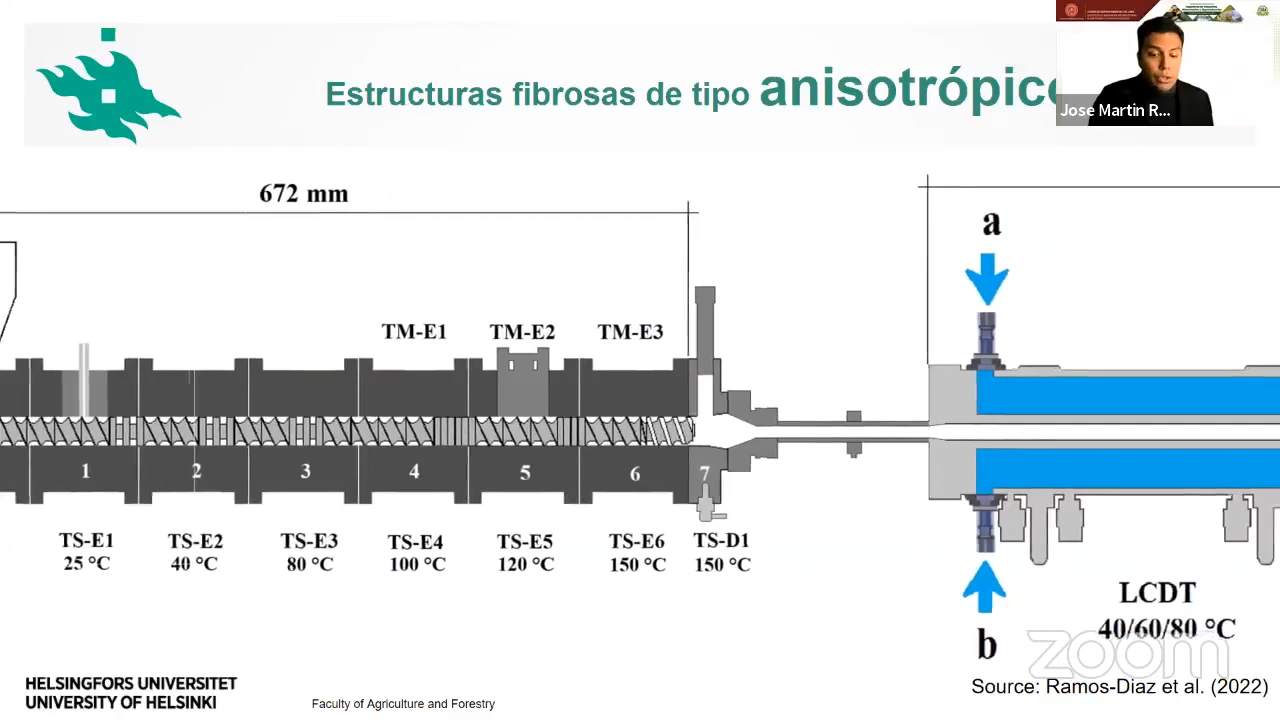 Estructuras fibrosas de tipo anisotrópico
Jose Martin R...
672 mm
a
TM-E1 TM-E2 TM-E3
1 2 3 4 5 6 7
TS-E1 TS-E2 TS-E3 TS-E4 TS-E5 TS-E6 TS-D1
25 °C 40 °C 80 °C 100 °C 120 °C 150 °C 150 °C
LCDT
40/60/80 °C
b
zoom
HELSINGFORS UNIVERSITET
UNIVERSITY OF HELSINKI
Faculty of Agriculture and Forestry
Source: Ramos-Diaz et al. (2022)